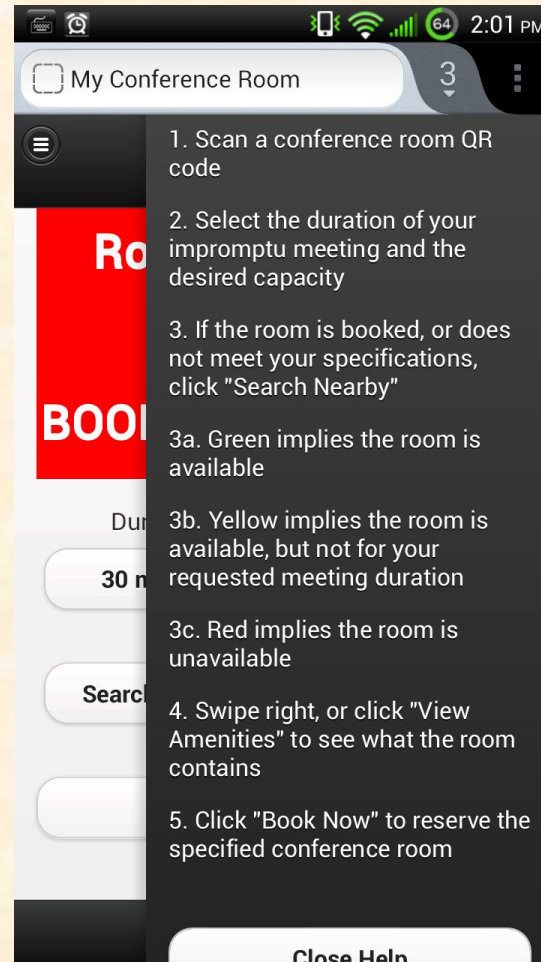 64 2:01 PM
My Conference Room
3
1. Scan a conference room QR
code
2. Select the duration of your
impromptu meeting and the
desired capacity
3. If the room is booked, or does
not meet your specifications,
click "Search Nearby"
3a. Green implies the room is
available
3b. Yellow implies the room is
available, but not for your
requested meeting duration
3c. Red implies the room is
unavailable
4. Swipe right, or click "View
Amenities" to see what the room
contains
5. Click "Book Now" to reserve the
specified conference room
Close Help
30